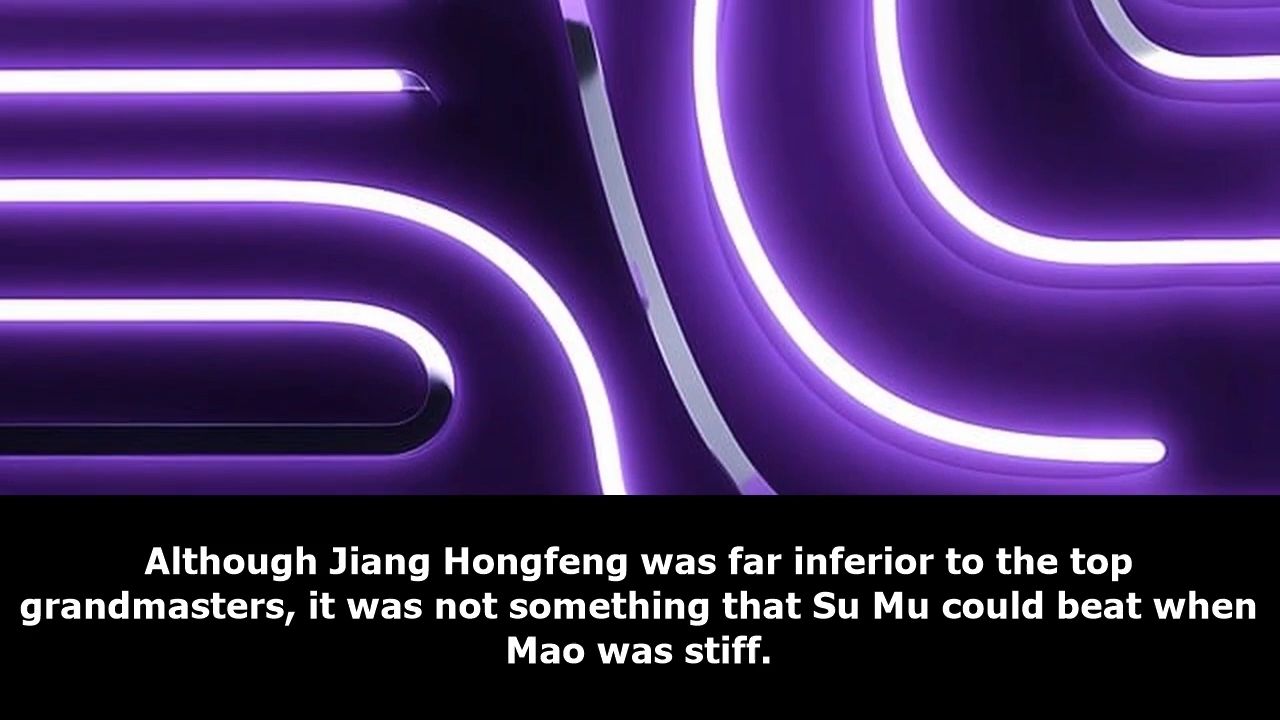 Although Jiang Hongfeng was far inferior to the top
grandmasters, it was not something that Su Mu could beat when
Mao was stiff.